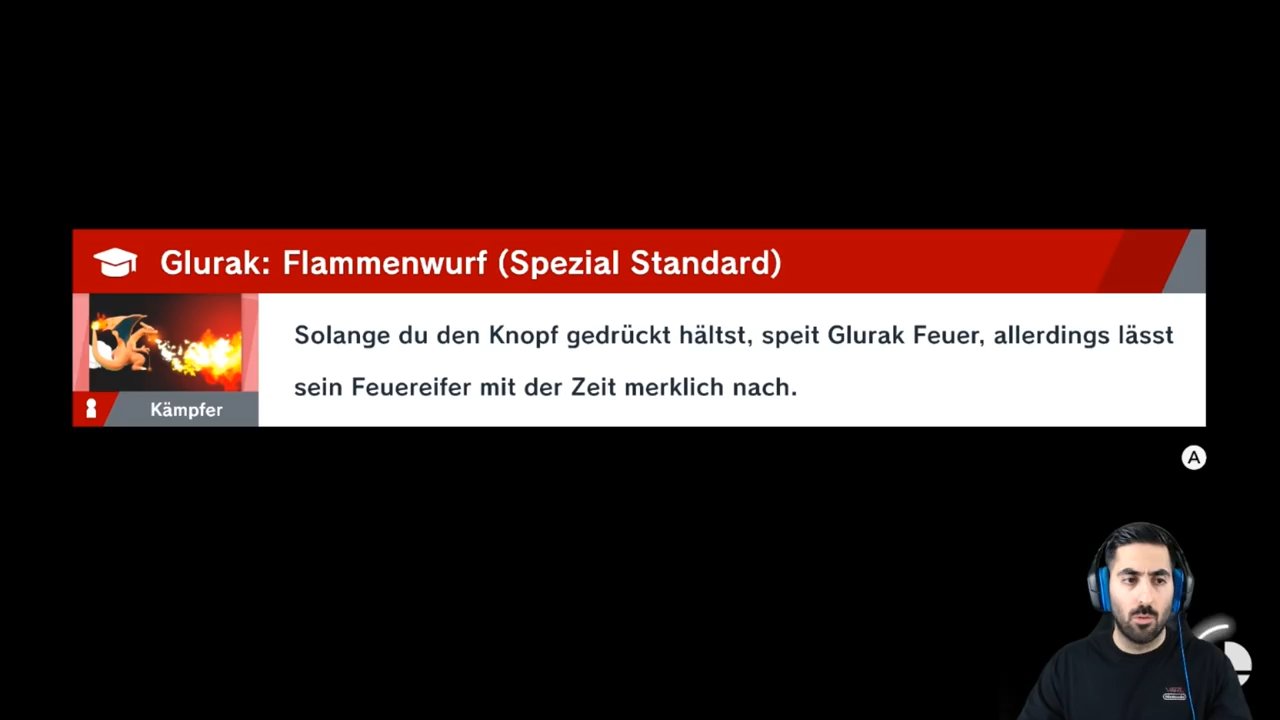 Glurak: Flammenwurf (Spezial Standard)
Solange du den Knopf gedrückt hältst, speit Glurak Feuer, allerdings lässt
sein Feuereifer mit der Zeit merklich nach.
Kämpfer
A
Nintendo